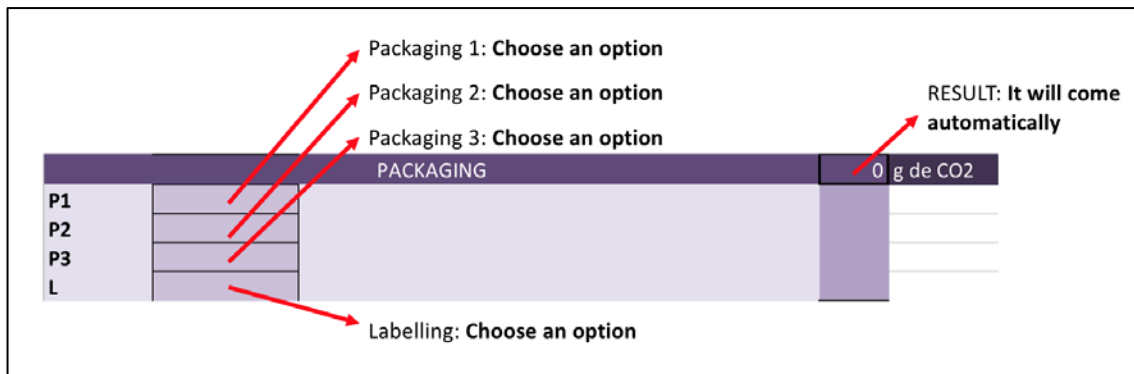 Packaging 1: Choose an option
Packaging 2: Choose an option
RESULT: It will come
automatically
Packaging 3: Choose an option
PACKAGING 0 g de CO2
P1
P2
P3
L
Labelling: Choose an option